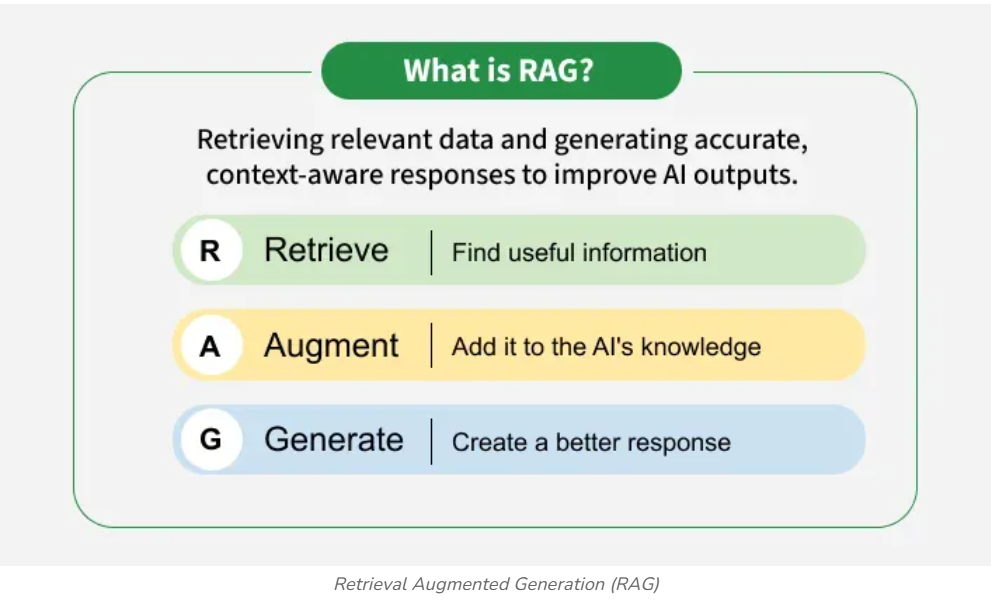 What is RAG?
Retrieving relevant data and generating accurate,
context-aware responses to improve AI outputs.
R Retrieve Find useful information
A Augment Add it to the AI's knowledge
G Generate Create a better response
Retrieval Augmented Generation (RAG)